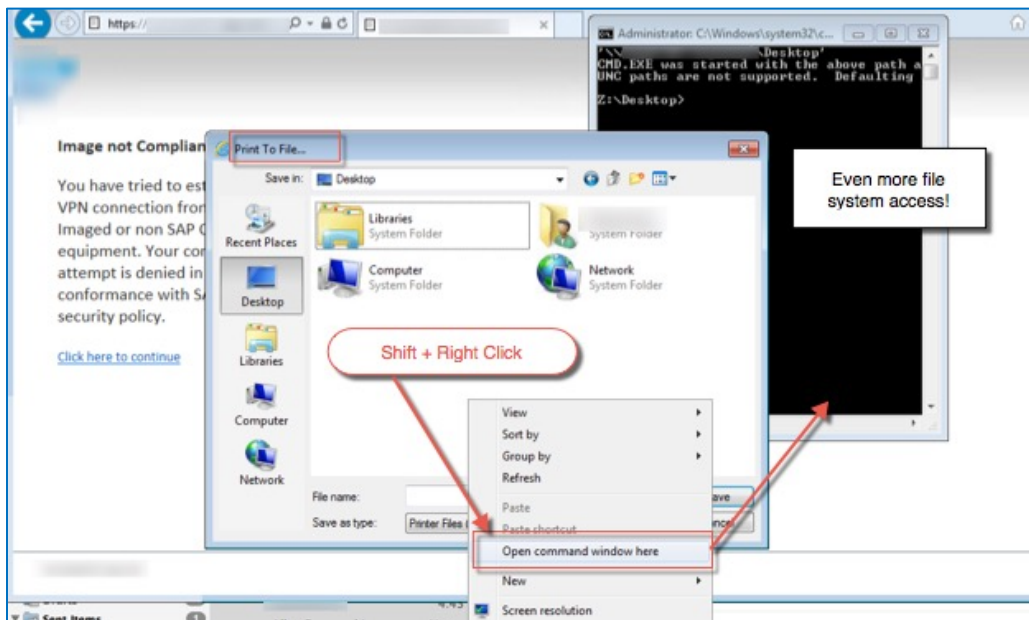 https://
Administrator: C:\Windows\system32\c...
'\\
\Desktop'
CMD.EXE was started with the above path a
UNC paths are not supported.  Defaulting
Z:\Desktop>
Image not Complian
You have tried to est
VPN connection from
Imaged or non SAP
equipment. Your
attempt is denied in
conformance with
security policy.
Click here to continue
Print To File...
Save in:
Desktop
Recent Places
Desktop
Libraries
Computer
Network
Libraries
System Folder
System Folder
Computer
System Folder
Network
System Folder
File name:
Save as type:
Printer Files
Shift + Right Click
View
Sort by
Group by
Refresh
Paste
Paste shortcut
Open command window here
New
Screen resolution
Even more file
system access!
Sent Items